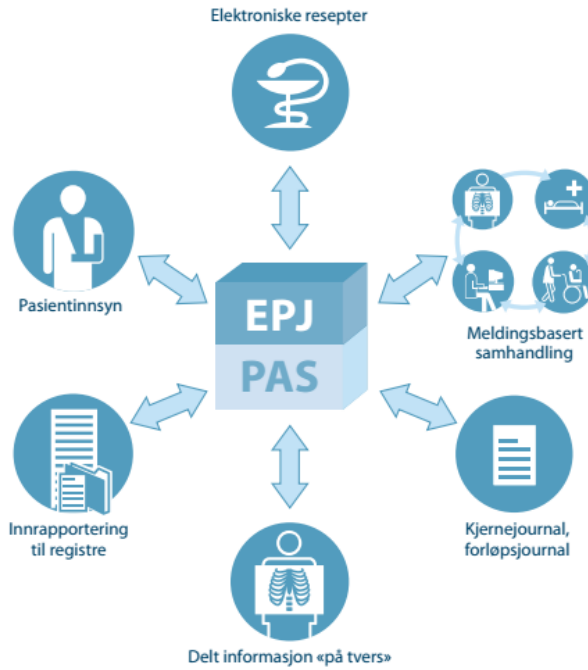 Elektroniske resepter
Pasientinnsyn
EPJ
PAS
Meldingsbasert
samhandling
Innrapportering
til registre
Kjernejournal,
forløpsjournal
Delt informasjon «på tvers»